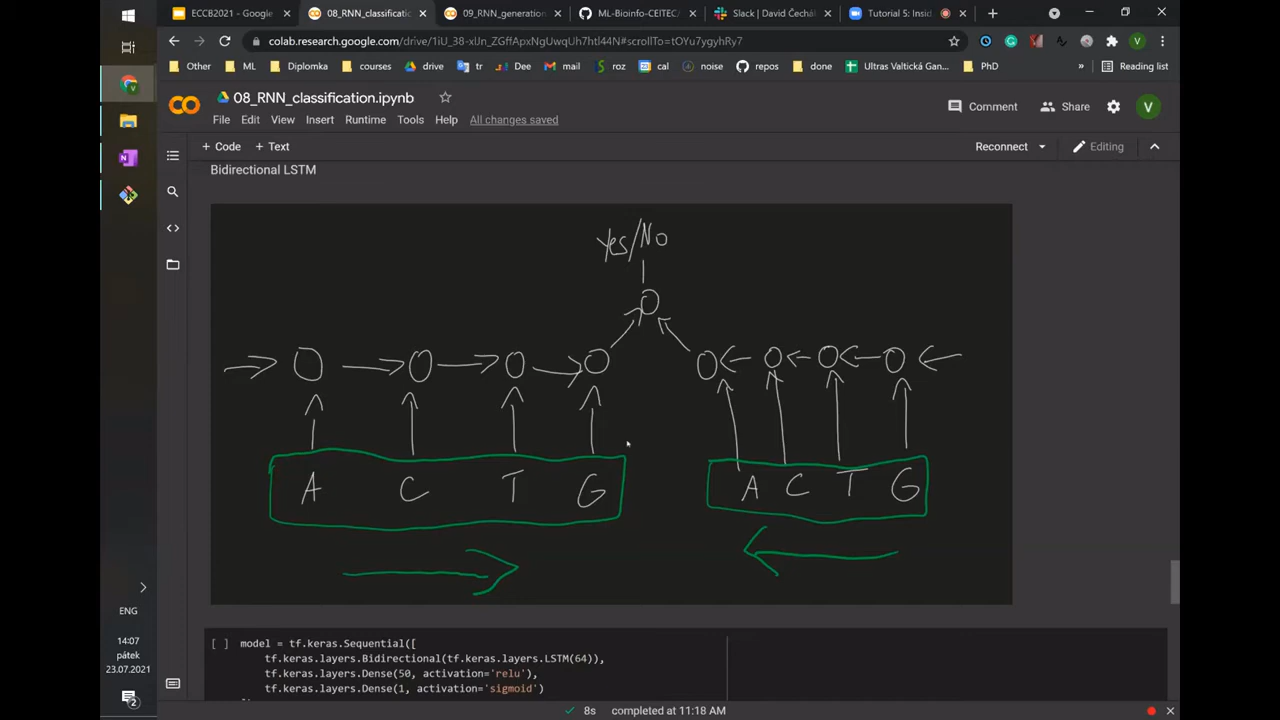 ECCB2021 - Google
08_RNN_classificatio
09_RNN_generation
ML-Bioinfo-CEITEC/
Slack | David Čechák
Tutorial 5: Insid
colab.research.google.com/drive/1iU_38-xlJn_ZGffApxNgUwqUh7htl44N#scrollTo=tOYu7ygyhRy7
V
Other
ML
Diplomka
courses
drive
tr
Dee
mail
roz
cal
noise
repos
done
Ultras Valtická Gan...
PhD
»
Reading list
08_RNN_classification.ipynb
Comment
Share
V
File Edit View Insert Runtime Tools Help All changes saved
+ Code + Text
Reconnect
Editing
Bidirectional LSTM
Yes/No
A C T G
A C T G
[ ] model = tf.keras.Sequential([
tf.keras.layers.Bidirectional(tf.keras.layers.LSTM(64)),
tf.keras.layers.Dense(50, activation='relu'),
tf.keras.layers.Dense(1, activation='sigmoid')
8s completed at 11:18 AM
ENG
14:07
pátek
23.07.2021
2